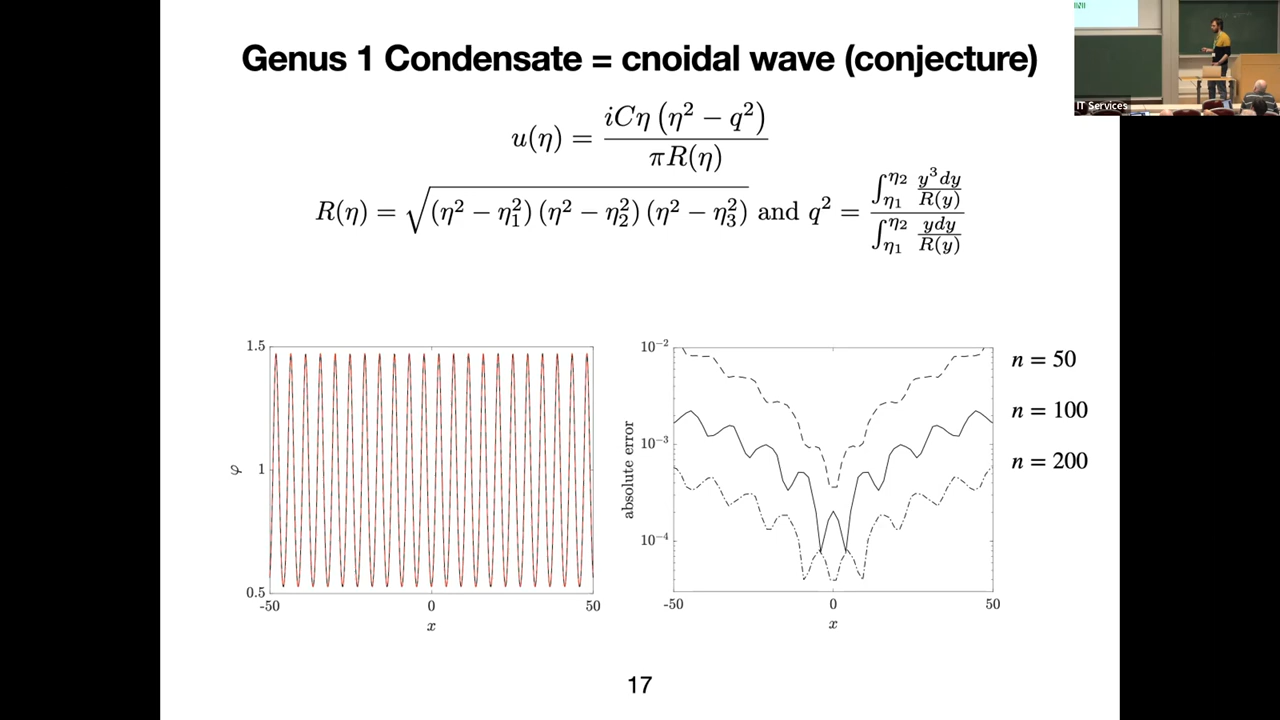 Genus 1 Condensate = cnoidal wave (conjecture)
IT Services
u(η) = iCη (η² − q²) / πR(η)
R(η) = √(η² − η₁²) (η² − η₂²) (η² − η₃²) and q² = ∫_{η₁}^{η₂} y³dy/R(y) / ∫_{η₁}^{η₂} ydy/R(y)
1.5
1
0.5
φ
-50
0
50
x
10⁻²
10⁻³
10⁻⁴
absolute error
-50
0
50
x
n = 50
n = 100
n = 200
17